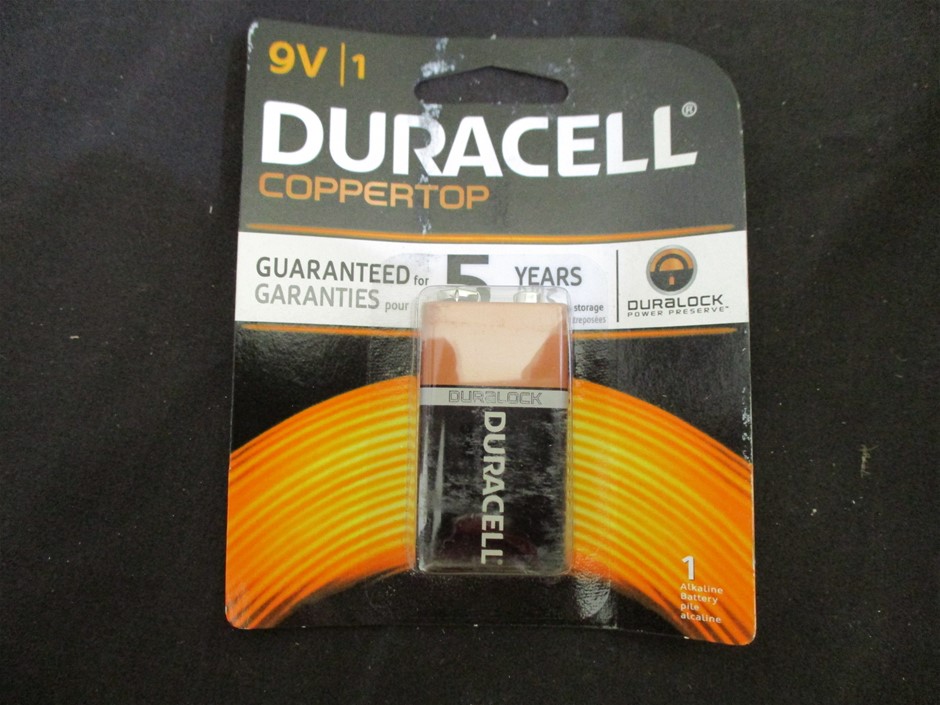 9V | 1
DURACELL®
COPPERTOP
GUARANTEED for 5 YEARS
GARANTIES pour
storage
DURALOCK
POWER PRESERVE™
DURALOCK
DURACELL
1
Alkaline
Battery
pile
alcaline